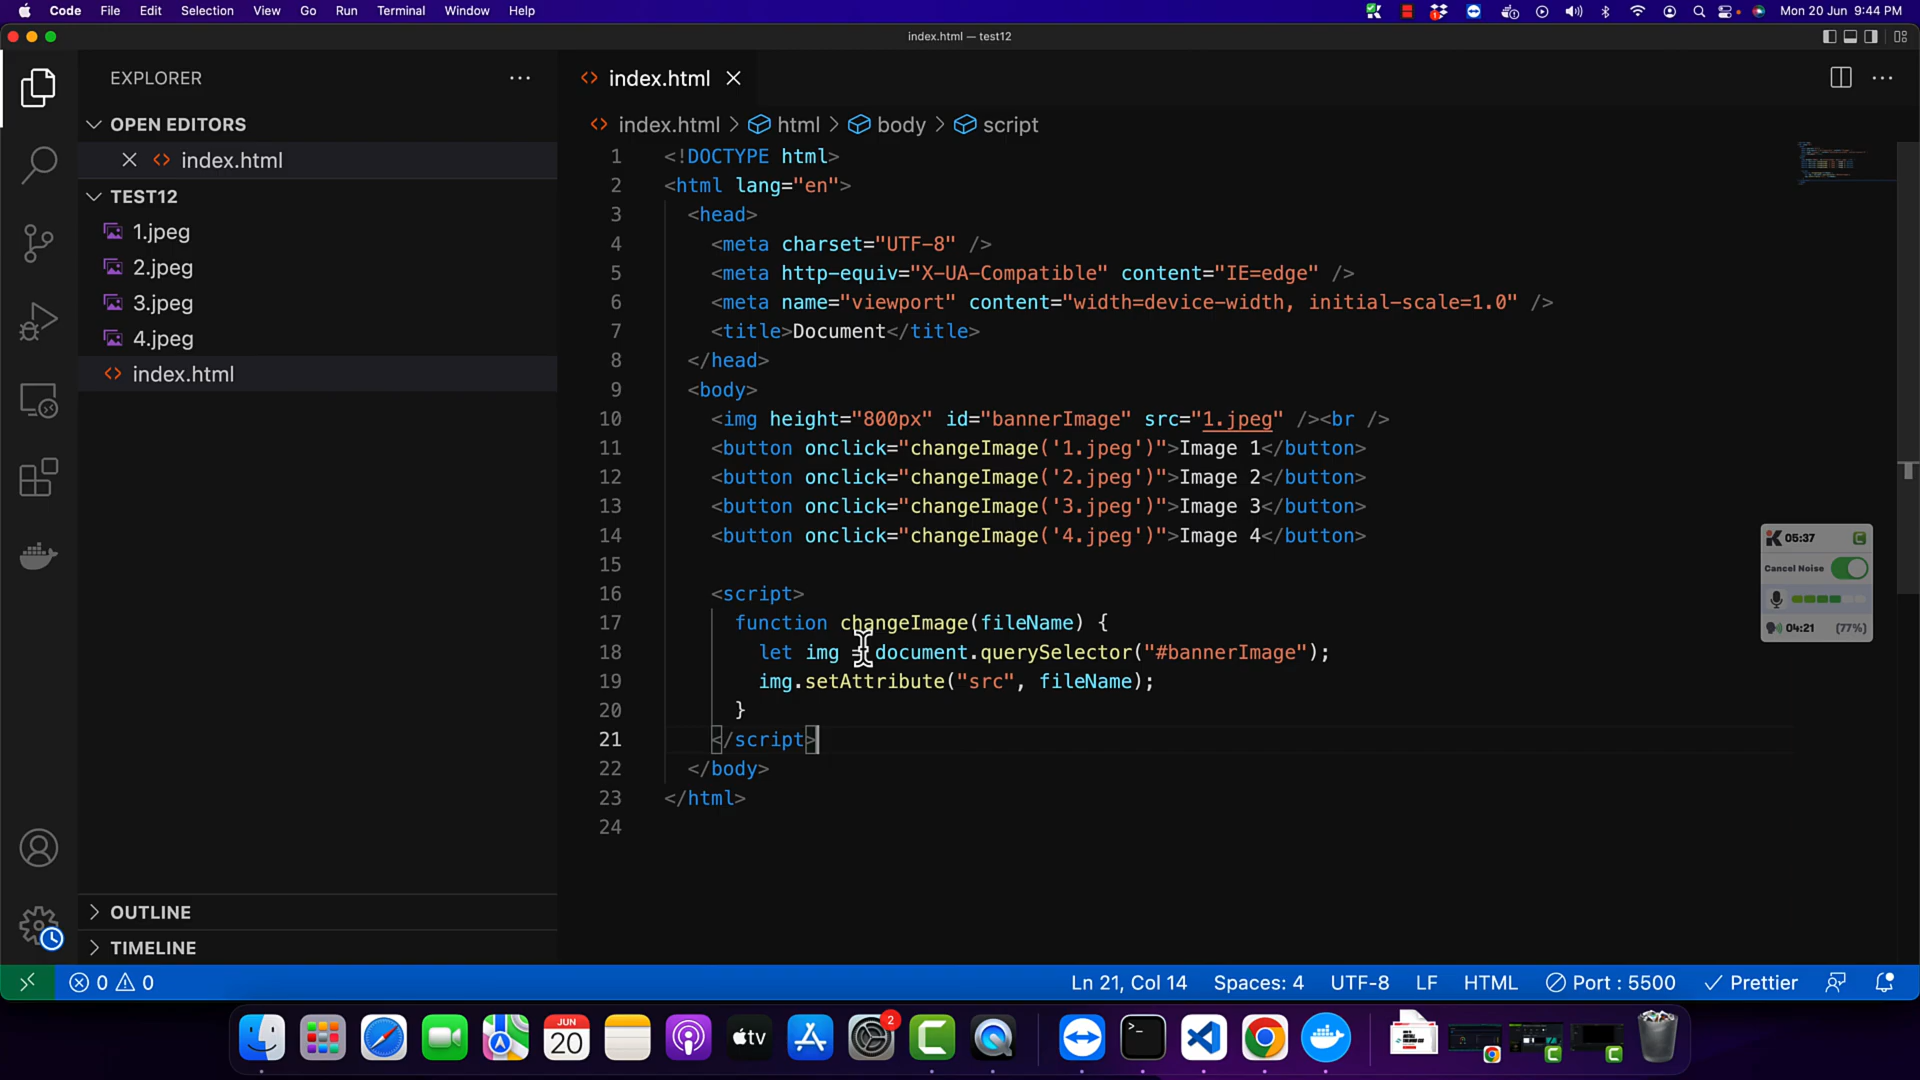 Code File Edit Selection View Go Run Terminal Window Help Mon 20 Jun 9:44 PM
index.html — test12
EXPLORER
OPEN EDITORS
index.html
TEST12
1.jpeg
2.jpeg
3.jpeg
4.jpeg
index.html
OUTLINE
TIMELINE
index.html
index.html > html > body > script
1 <!DOCTYPE html>
2 <html lang="en">
3 <head>
4 <meta charset="UTF-8" />
5 <meta http-equiv="X-UA-Compatible" content="IE=edge" />
6 <meta name="viewport" content="width=device-width, initial-scale=1.0" />
7 <title>Document</title>
8 </head>
9 <body>
10 <img height="800px" id="bannerImage" src="1.jpeg" /><br />
11 <button onclick="changeImage('1.jpeg')">Image 1</button>
12 <button onclick="changeImage('2.jpeg')">Image 2</button>
13 <button onclick="changeImage('3.jpeg')">Image 3</button>
14 <button onclick="changeImage('4.jpeg')">Image 4</button>
15
16 <script>
17 function changeImage(fileName) {
18 let img = document.querySelector("#bannerImage");
19 img.setAttribute("src", fileName);
20 }
21 </script>
22 </body>
23 </html>
24
05:37
Cancel Noise
04:21 (77%)
0 0 Ln 21, Col 14 Spaces: 4 UTF-8 LF HTML Port : 5500 Prettier
JUN
20
tv
2